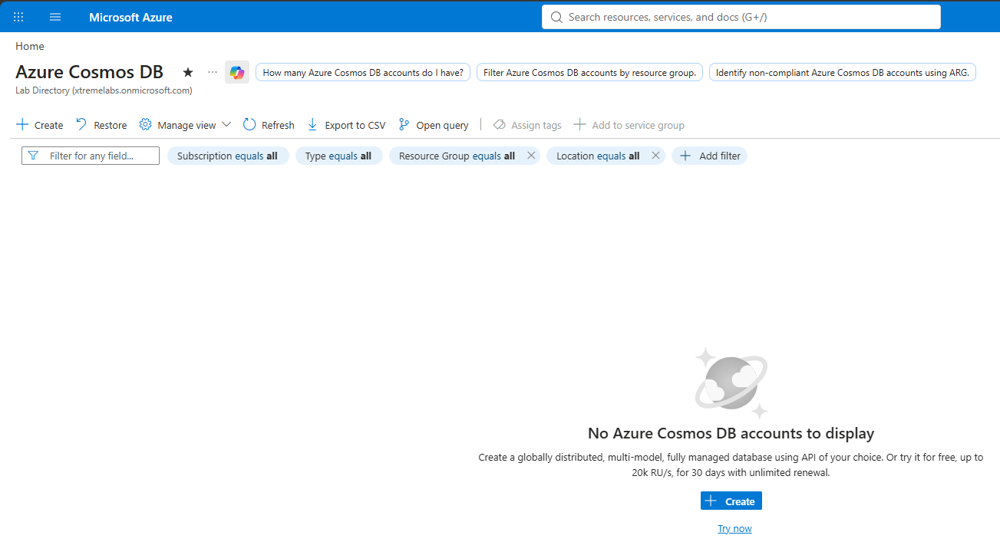 Microsoft Azure
Search resources, services, and docs (G+/)
Home
Azure Cosmos DB
How many Azure Cosmos DB accounts do I have?
Filter Azure Cosmos DB accounts by resource group.
Identify non-compliant Azure Cosmos DB accounts using ARG.
Lab Directory (xtremelabs.onmicrosoft.com)
Create
Restore
Manage view
Refresh
Export to CSV
Open query
Assign tags
Add to service group
Filter for any field...
Subscription equals all
Type equals all
Resource Group equals all
Location equals all
Add filter
No Azure Cosmos DB accounts to display
Create a globally distributed, multi-model, fully managed database using API of your choice. Or try it for free, up to
20k RU/s, for 30 days with unlimited renewal.
Create
Try now